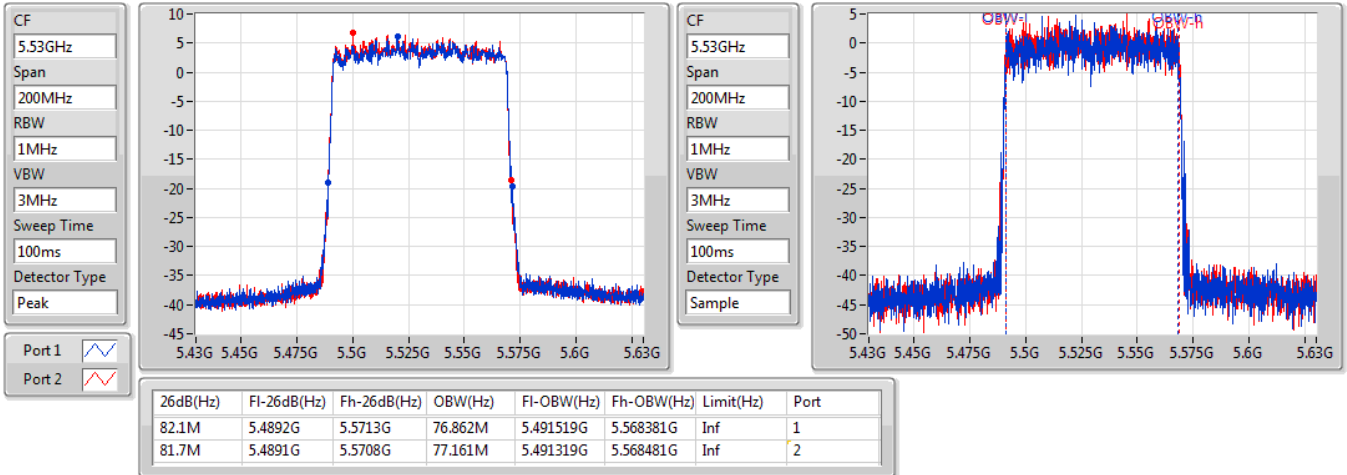 CF
5.53GHz
Span
200MHz
RBW
1MHz
VBW
3MHz
Sweep Time
100ms
Detector Type
Peak
Port 1
Port 2
10
5
0
-5
-10
-15
-20
-25
-30
-35
-40
-45
5.43G 5.45G 5.475G 5.5G 5.525G 5.55G 5.575G 5.6G 5.63G
CF
5.53GHz
Span
200MHz
RBW
1MHz
VBW
3MHz
Sweep Time
100ms
Detector Type
Sample
5
0
-5
-10
-15
-20
-25
-30
-35
-40
-45
-50
5.43G 5.45G 5.475G 5.5G 5.525G 5.55G 5.575G 5.6G 5.63G
OBW-h
26dB(Hz) Fl-26dB(Hz) Fh-26dB(Hz) OBW(Hz) Fl-OBW(Hz) Fh-OBW(Hz) Limit(Hz) Port
82.1M 5.4892G 5.5713G 76.862M 5.491519G 5.568381G Inf 1
81.7M 5.4891G 5.5708G 77.161M 5.491319G 5.568481G Inf 2